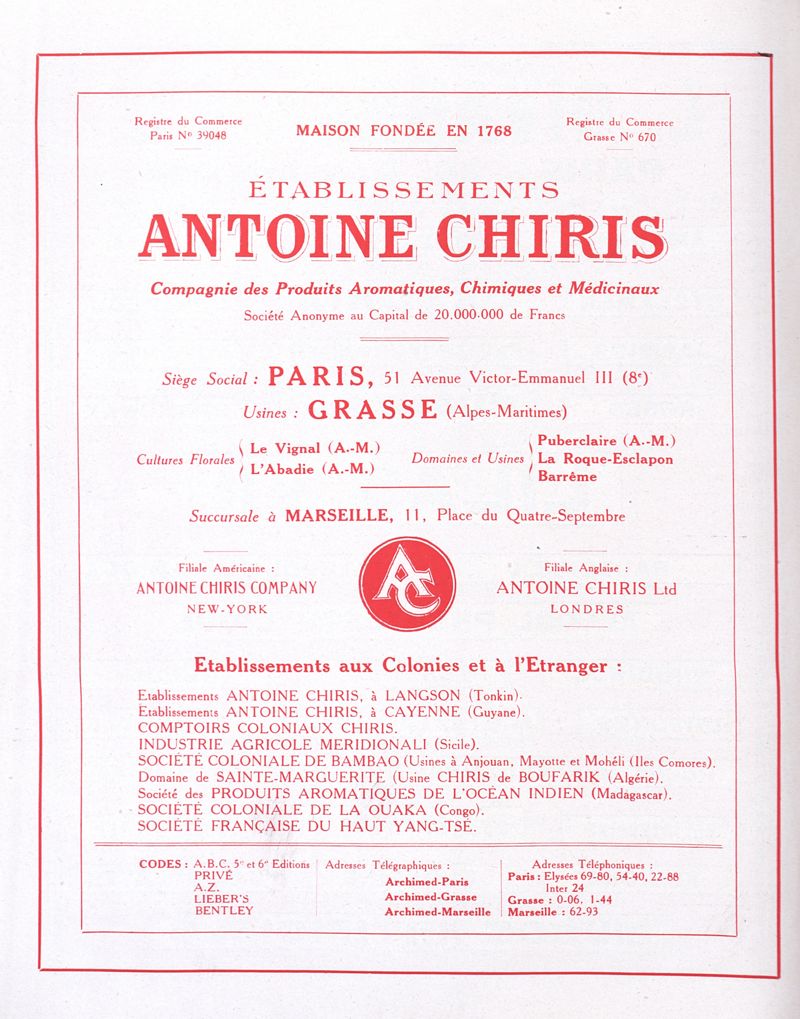 Registre du Commerce
Paris Nº 39048
MAISON FONDÉE EN 1768
Registre du Commerce
Grasse Nº 670
ÉTABLISSEMENTS
ANTOINE CHIRIS
Compagnie des Produits Aromatiques, Chimiques et Médicinaux
Société Anonyme au Capital de 20.000.000 de Francs
Siège Social : PARIS, 51 Avenue Victor-Emmanuel III (8e)
Usines : GRASSE (Alpes-Maritimes)
Cultures Florales
Le Vignal (A.-M.)
L'Abadie (A.-M.)
Domaines et Usines
Puberclaire (A.-M.)
La Roque-Esclapon
Barrême
Succursale à MARSEILLE, 11, Place du Quatre-Septembre
Filiale Américaine :
ANTOINE CHIRIS COMPANY
NEW-YORK
AC
Filiale Anglaise :
ANTOINE CHIRIS Ltd
LONDRES
Etablissements aux Colonies et à l'Etranger :
Etablissements ANTOINE CHIRIS, à LANGSON (Tonkin).
Etablissements ANTOINE CHIRIS, à CAYENNE (Guyane).
COMPTOIRS COLONIAUX CHIRIS.
INDUSTRIE AGRICOLE MERIDIONALI (Sicile).
SOCIÉTÉ COLONIALE DE BAMBAO (Usines à Anjouan, Mayotte et Mohéli (Iles Comores).
Domaine de SAINTE-MARGUERITE (Usine CHIRIS de BOUFARIK (Algérie).
Société des PRODUITS AROMATIQUES DE L'OCÉAN INDIEN (Madagascar).
SOCIÉTÉ COLONIALE DE LA OUAKA (Congo).
SOCIÉTÉ FRANÇAISE DU HAUT YANG-TSÉ.
CODES : A.B.C. 5e et 6e Editions
PRIVÉ
A.Z.
LIEBER'S
BENTLEY
Adresses Télégraphiques :
Archimed-Paris
Archimed-Grasse
Archimed-Marseille
Adresses Téléphoniques :
Paris : Elysées 69-80, 54-40, 22-88
Inter 24
Grasse : 0-06. 1-44
Marseille : 62-93